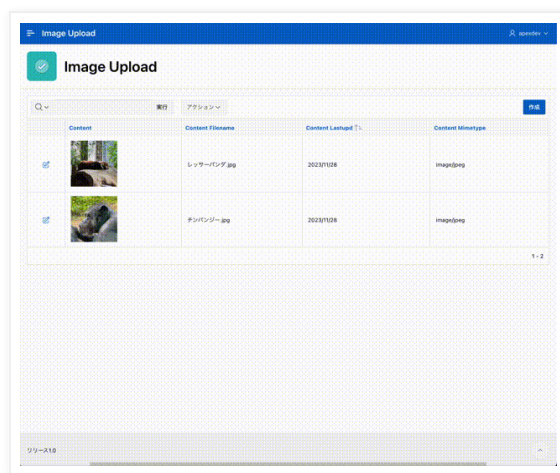 Image Upload
apexdev
Image Upload
実行
アクション
作成
Content
Content Filename
Content Lastupd
Content Mimetype
レッサーパンダ.jpg
2023/11/28
image/jpeg
チンパンジー.jpg
2023/11/28
image/jpeg
1 - 2
リリース1.0